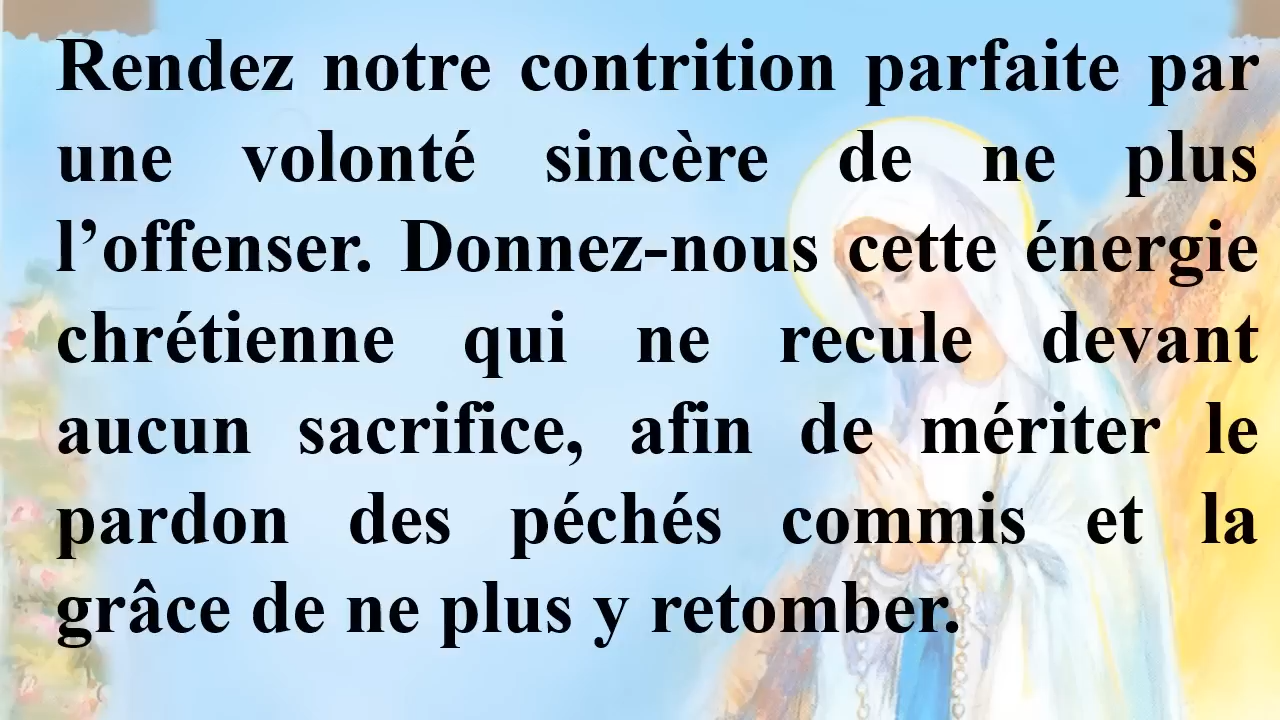 Rendez notre contrition parfaite par
une volonté sincère de ne plus
l’offenser. Donnez-nous cette énergie
chrétienne qui ne recule devant
aucun sacrifice, afin de mériter le
pardon des péchés commis et la
grâce de ne plus y retomber.